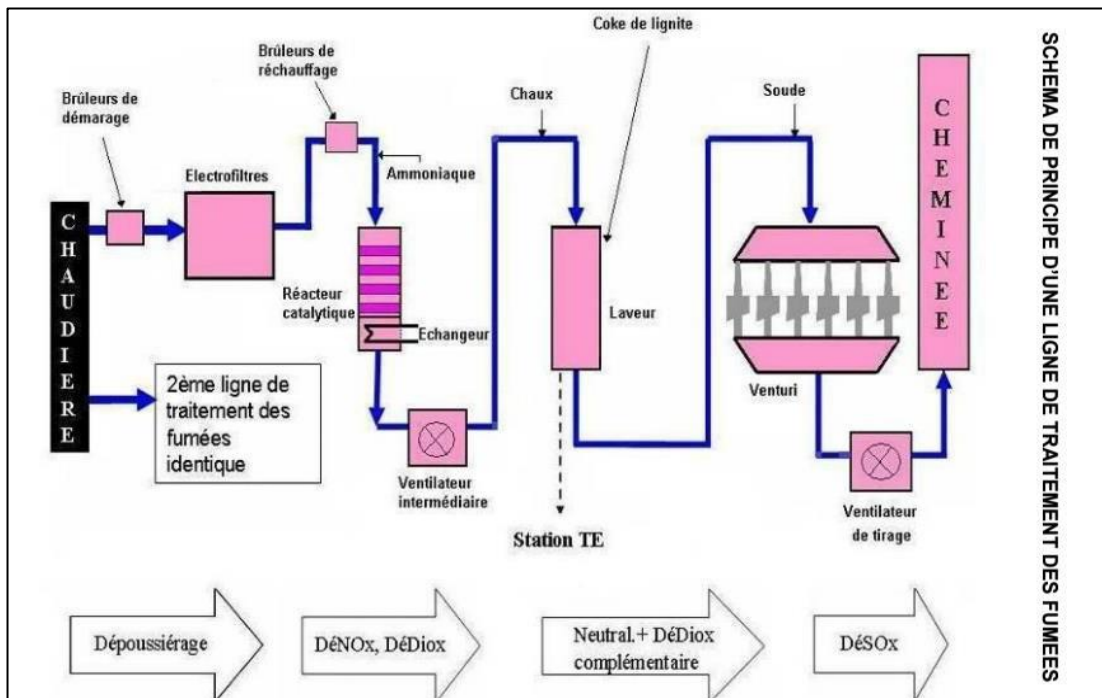 SCHEMA DE PRINCIPE D'UNE LIGNE DE TRAITEMENT DES FUMEES
Coke de lignite
Brûleurs de
réchauffage
Brûleurs de
démarage
Chaux
Soude
Ammoniaque
Electrofiltres
CHAUDIERE
CHEMINEE
Réacteur
catalytique
Echangeur
Laveur
Venturi
2ème ligne de
traitement des
fumées
identique
Ventilateur
intermédiaire
Ventilateur
de tirage
Station TE
Dépoussiérage
DéNOx, DéDiox
Neutral.+ DéDiox
complémentaire
DéSOx